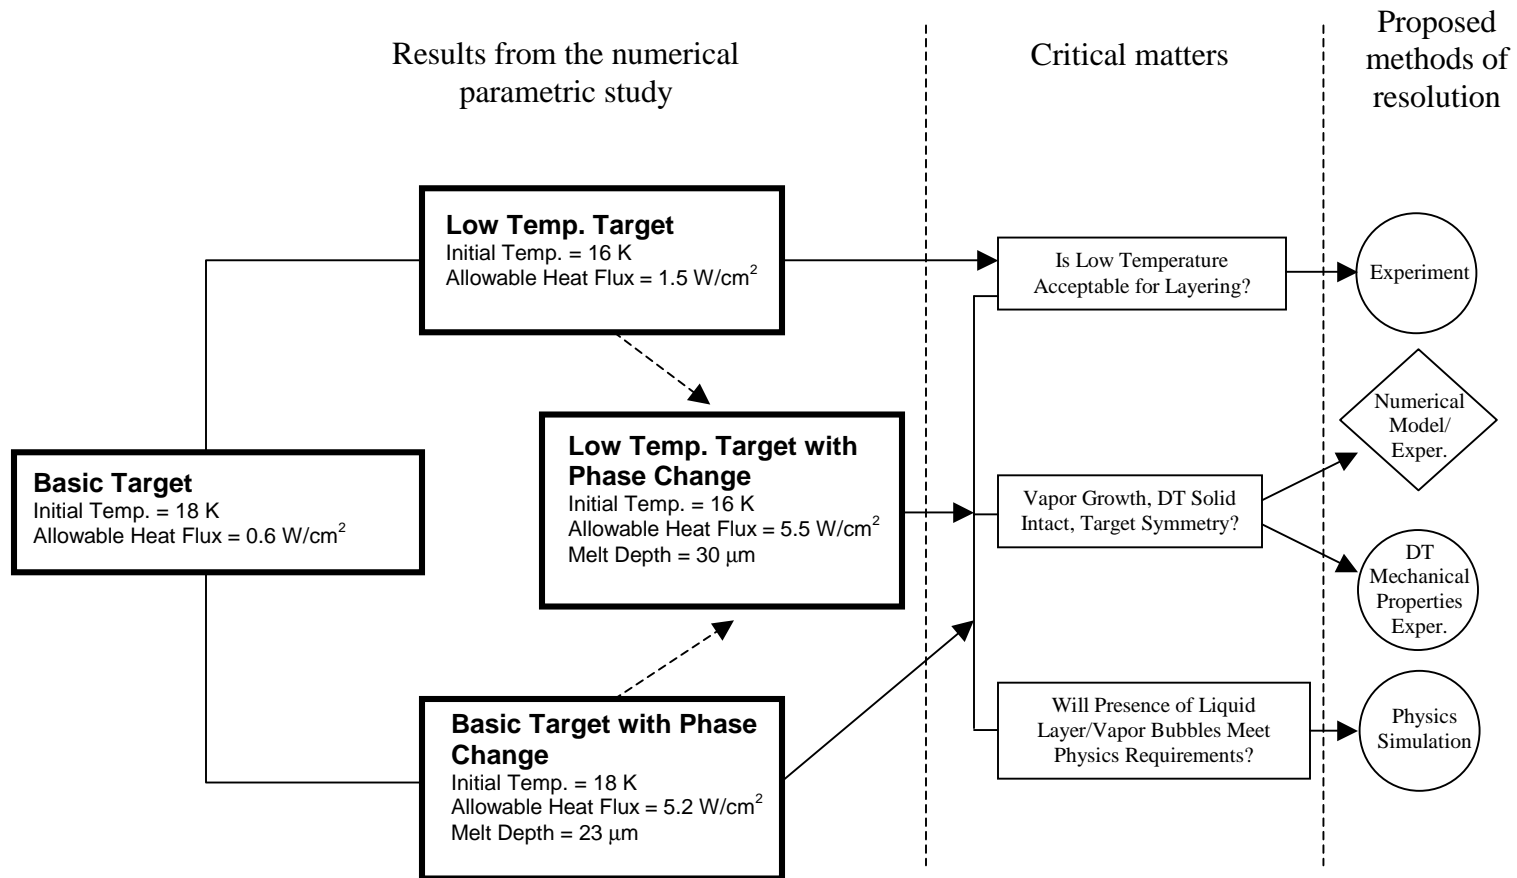 Results from the numerical
parametric study
Critical matters
Proposed
methods of
resolution
Low Temp. Target
Initial Temp. = 16 K
Allowable Heat Flux = 1.5 W/cm²
Is Low Temperature
Acceptable for Layering?
Experiment
Basic Target
Initial Temp. = 18 K
Allowable Heat Flux = 0.6 W/cm²
Low Temp. Target with
Phase Change
Initial Temp. = 16 K
Allowable Heat Flux = 5.5 W/cm²
Melt Depth = 30 μm
Vapor Growth, DT Solid
Intact, Target Symmetry?
Numerical
Model/
Exper.
DT
Mechanical
Properties
Exper.
Basic Target with Phase
Change
Initial Temp. = 18 K
Allowable Heat Flux = 5.2 W/cm²
Melt Depth = 23 μm
Will Presence of Liquid
Layer/Vapor Bubbles Meet
Physics Requirements?
Physics
Simulation